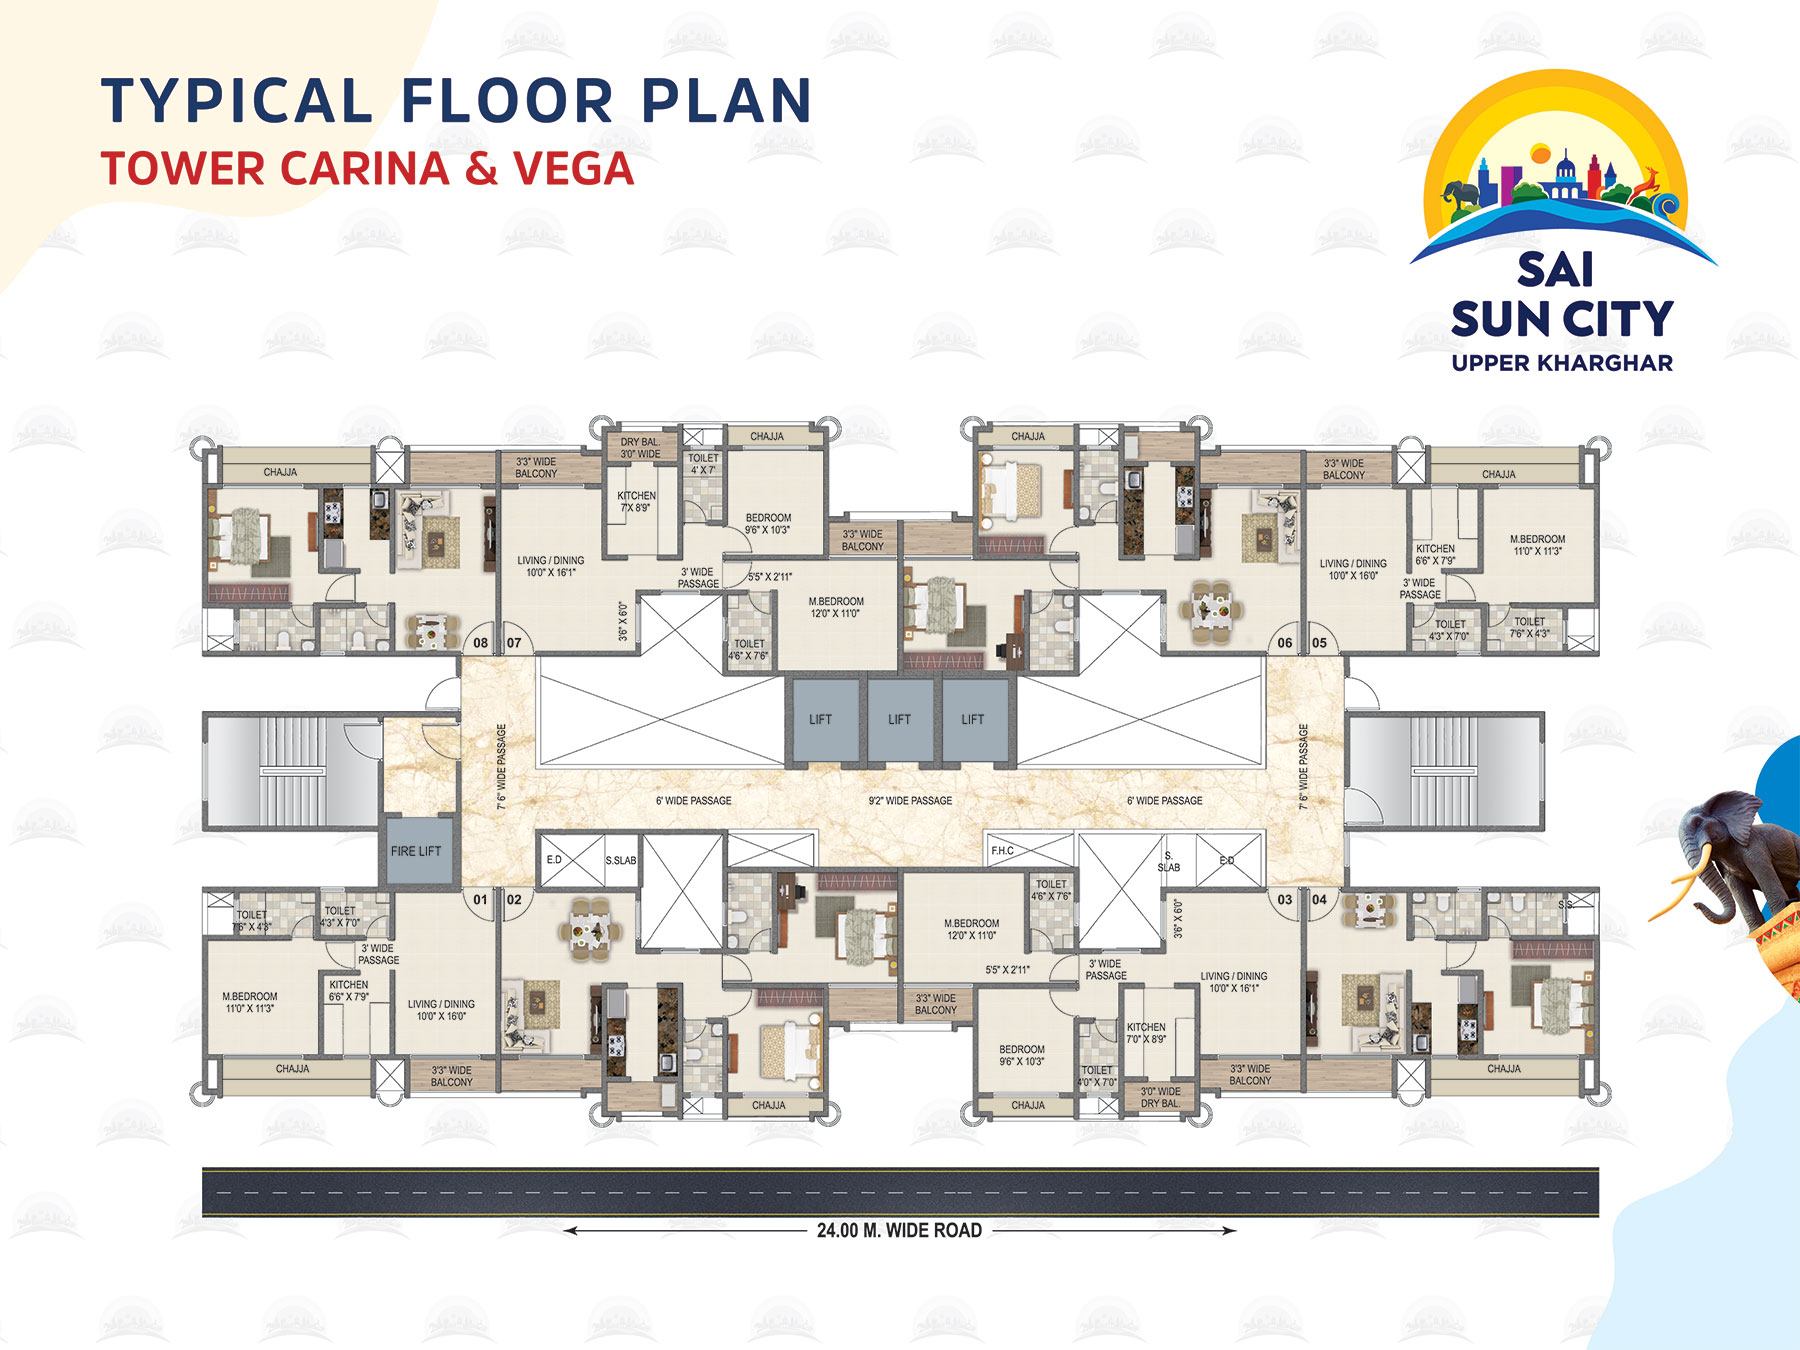 TYPICAL FLOOR PLAN
TOWER CARINA & VEGA
SAI
SUN CITY
UPPER KHARGHAR
CHAJJA
3'3" WIDE
BALCONY
DRY BAL.
3'0" WIDE
TOILET
4' X 7'
CHAJJA
KITCHEN
7'X 8'9"
BEDROOM
9'6" X 10'3"
3'3" WIDE
BALCONY
LIVING / DINING
10'0" X 16'1"
3' WIDE
PASSAGE
5'5" X 2'11"
M.BEDROOM
12'0" X 11'0"
3'6" X 6'0"
TOILET
4'6" X 7'6"
08
07
CHAJJA
3'3" WIDE
BALCONY
CHAJJA
LIVING / DINING
10'0" X 16'0"
KITCHEN
6'6" X 7'9"
M.BEDROOM
11'0" X 11'3"
3' WIDE
PASSAGE
TOILET
4'3" X 7'0"
TOILET
7'6" X 4'3"
06
05
LIFT
LIFT
LIFT
7' 6" WIDE PASSAGE
6' WIDE PASSAGE
9'2" WIDE PASSAGE
6' WIDE PASSAGE
7' 6" WIDE PASSAGE
FIRE LIFT
E.D
S.SLAB
F.H.C
S.
SLAB
E.D
01
02
TOILET
7'6" X 4'3"
TOILET
4'3" X 7'0"
3' WIDE
PASSAGE
M.BEDROOM
11'0" X 11'3"
KITCHEN
6'6" X 7'9"
LIVING / DINING
10'0" X 16'0"
CHAJJA
3'3" WIDE
BALCONY
CHAJJA
03
04
TOILET
4'6" X 7'6"
M.BEDROOM
12'0" X 11'0"
3'6" X 6'0"
S.S.
5'5" X 2'11"
3' WIDE
PASSAGE
LIVING / DINING
10'0" X 16'1"
3'3" WIDE
BALCONY
KITCHEN
7'0" X 8'9"
BEDROOM
9'6" X 10'3"
TOILET
4'0" X 7'0"
3'3" WIDE
BALCONY
CHAJJA
3'0" WIDE
DRY BAL.
CHAJJA
24.00 M. WIDE ROAD